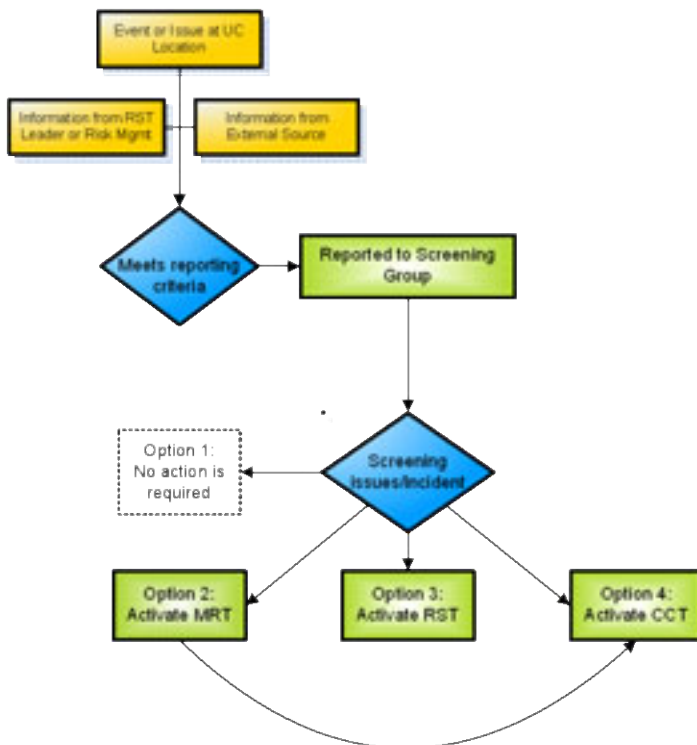 Event or Issue at UC
Location
Information from RST
Leader or Risk Mgmt
Information from
External Source
Meets reporting
criteria
Reported to Screening
Group
Option 1:
No action is
required
Screening
Issues/Incident
Option 2:
Activate MRT
Option 3:
Activate RST
Option 4:
Activate CCT